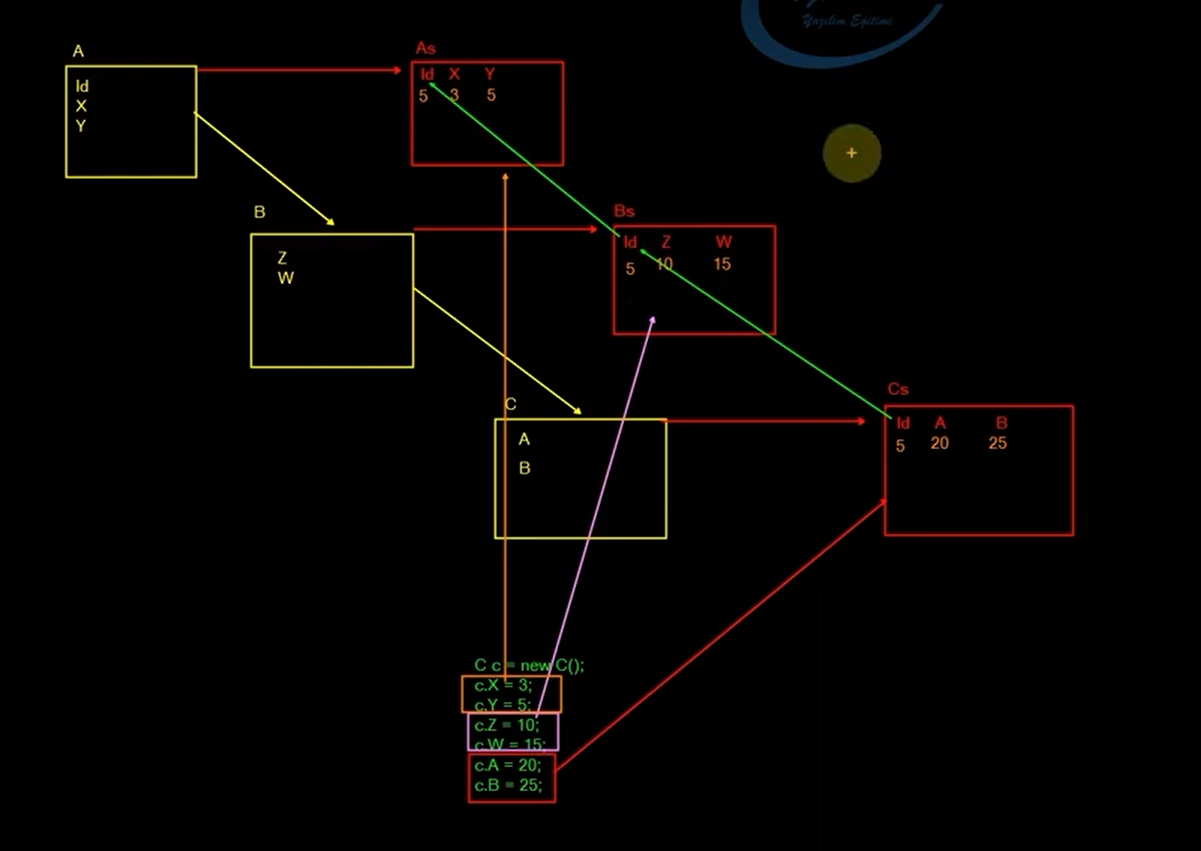 Yazılım Eğitimi
A
Id
X
Y
As
Id X Y
5 3 5
B
Z
W
Bs
Id Z W
5 10 15
C
A
B
Cs
Id A B
5 20 25
C c = new C();
c.X = 3;
c.Y = 5;
c.Z = 10;
c.W = 15;
c.A = 20;
c.B = 25;